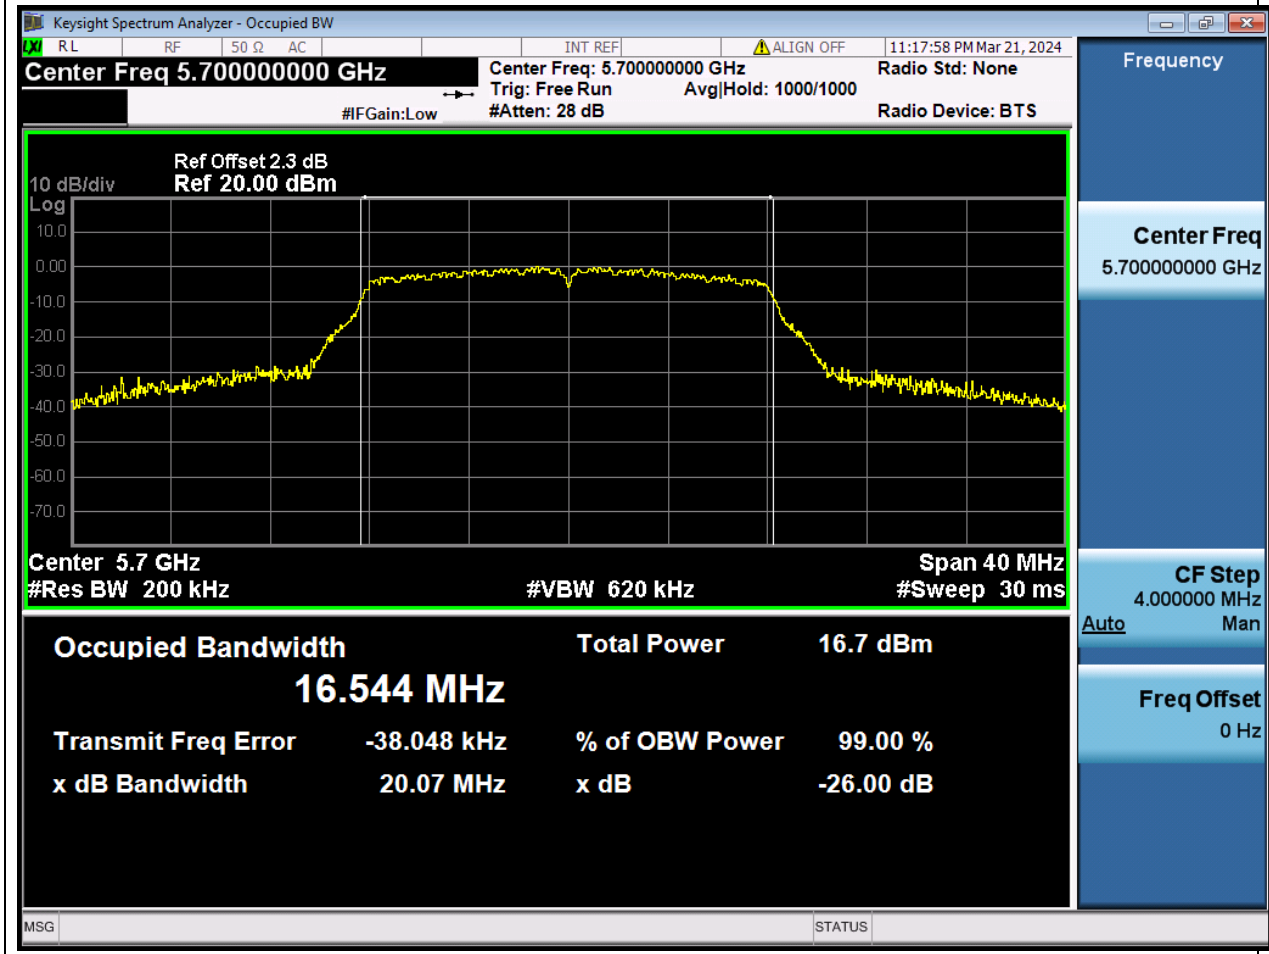 Keysight Spectrum Analyzer - Occupied BW
LXI RL RF 50 Ω AC INT REF ALIGN OFF 11:17:58 PM Mar 21, 2024
Center Freq 5.700000000 GHz
Center Freq: 5.700000000 GHz
Radio Std: None
Trig: Free Run Avg|Hold: 1000/1000
#IFGain:Low #Atten: 28 dB Radio Device: BTS
Ref Offset 2.3 dB
10 dB/div Ref 20.00 dBm
Log
10.0
0.00
-10.0
-20.0
-30.0
-40.0
-50.0
-60.0
-70.0
Center 5.7 GHz Span 40 MHz
#Res BW 200 kHz #VBW 620 kHz #Sweep 30 ms
Occupied Bandwidth Total Power 16.7 dBm
16.544 MHz
Transmit Freq Error -38.048 kHz % of OBW Power 99.00 %
x dB Bandwidth 20.07 MHz x dB -26.00 dB
MSG STATUS
Frequency
Center Freq
5.700000000 GHz
CF Step
4.000000 MHz
Auto Man
Freq Offset
0 Hz